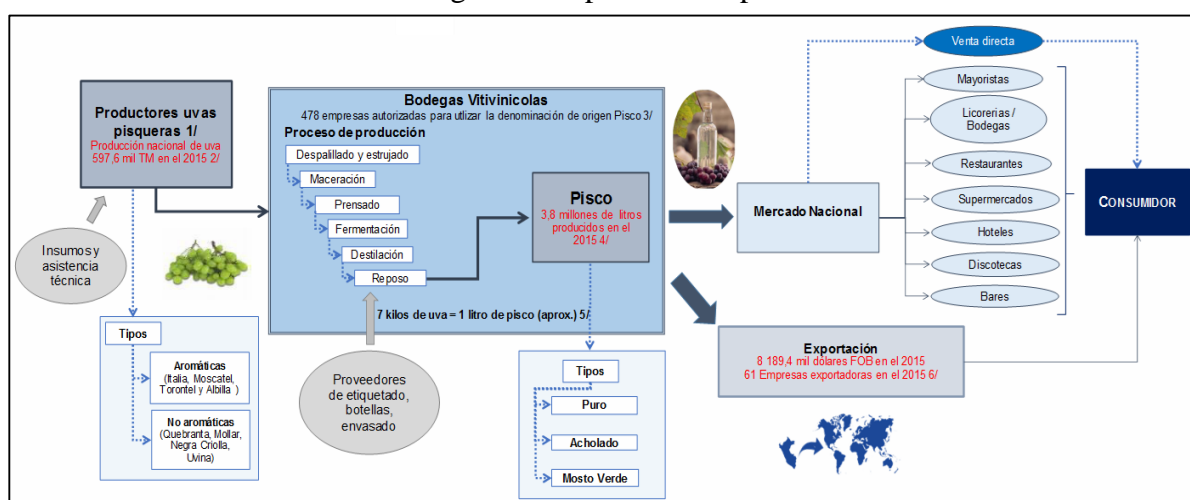 Productores uvas
pisqueras 1/
Producción nacional de uva
597,6 mil TM en el 2015 2/
Insumos y
asistencia
técnica
Tipos
Aromáticas
(Italia, Moscatel,
Torontel y Albilla )
No aromáticas
(Quebranta, Mollar,
Negra Criolla,
Uvina)
Bodegas Vitivinicolas
478 empresas autorizadas para utlizar la denominación de origen Pisco 3/
Proceso de producción
Despalillado y estrujado
Maceración
Prensado
Fermentación
Destilación
Reposo
7 kilos de uva = 1 litro de pisco (aprox.) 5/
Proveedores
de etiquetado,
botellas,
envasado
Pisco
3,8 millones de litros
producidos en el
2015 4/
Tipos
Puro
Acholado
Mosto Verde
Mercado Nacional
Venta directa
Mayoristas
Licorerias /
Bodegas
Restaurantes
Supermercados
Hoteles
Discotecas
Bares
CONSUMIDOR
Exportación
8 189,4 mil dólares FOB en el 2015
61 Empresas exportadoras en el 2015 6/